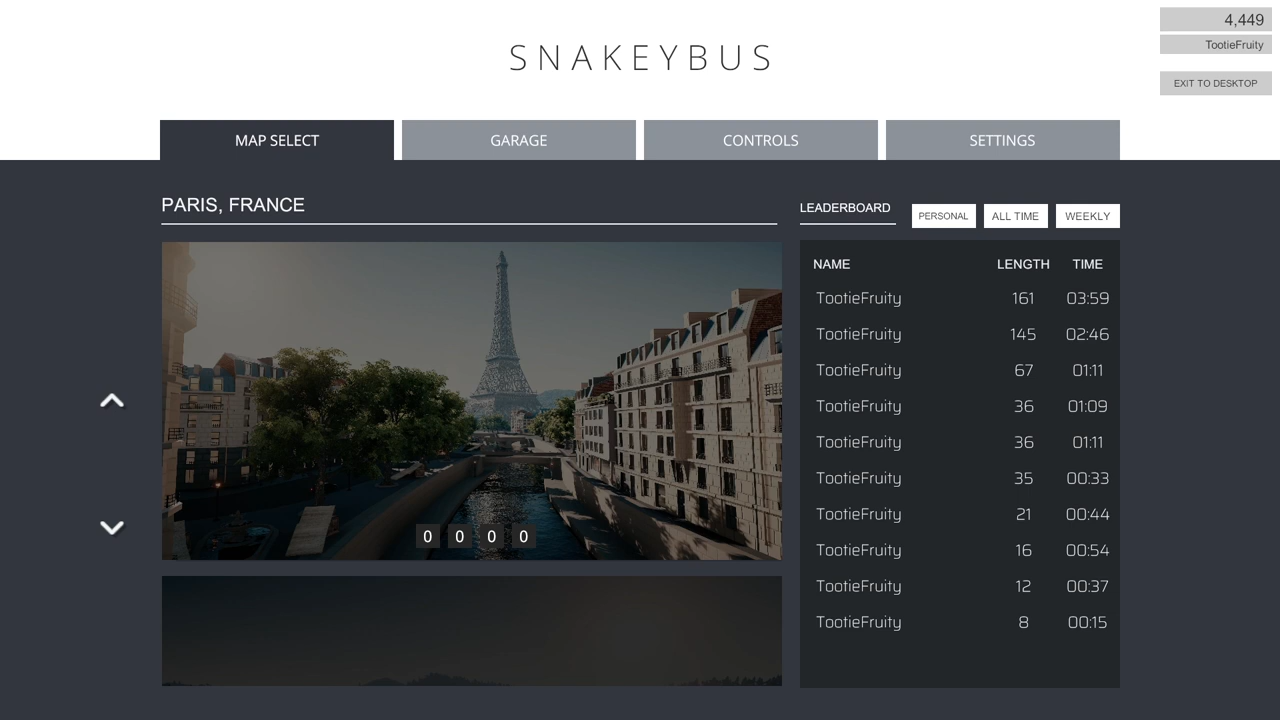 4,449
SNAKEYBUS
TootieFruity
EXIT TO DESKTOP
MAP SELECT GARAGE CONTROLS SETTINGS
PARIS, FRANCE
LEADERBOARD PERSONAL ALL TIME WEEKLY
NAME LENGTH TIME
TootieFruity 161 03:59
TootieFruity 145 02:46
TootieFruity 67 01:11
TootieFruity 36 01:09
TootieFruity 36 01:11
TootieFruity 35 00:33
TootieFruity 21 00:44
TootieFruity 16 00:54
TootieFruity 12 00:37
TootieFruity 8 00:15
0 0 0 0